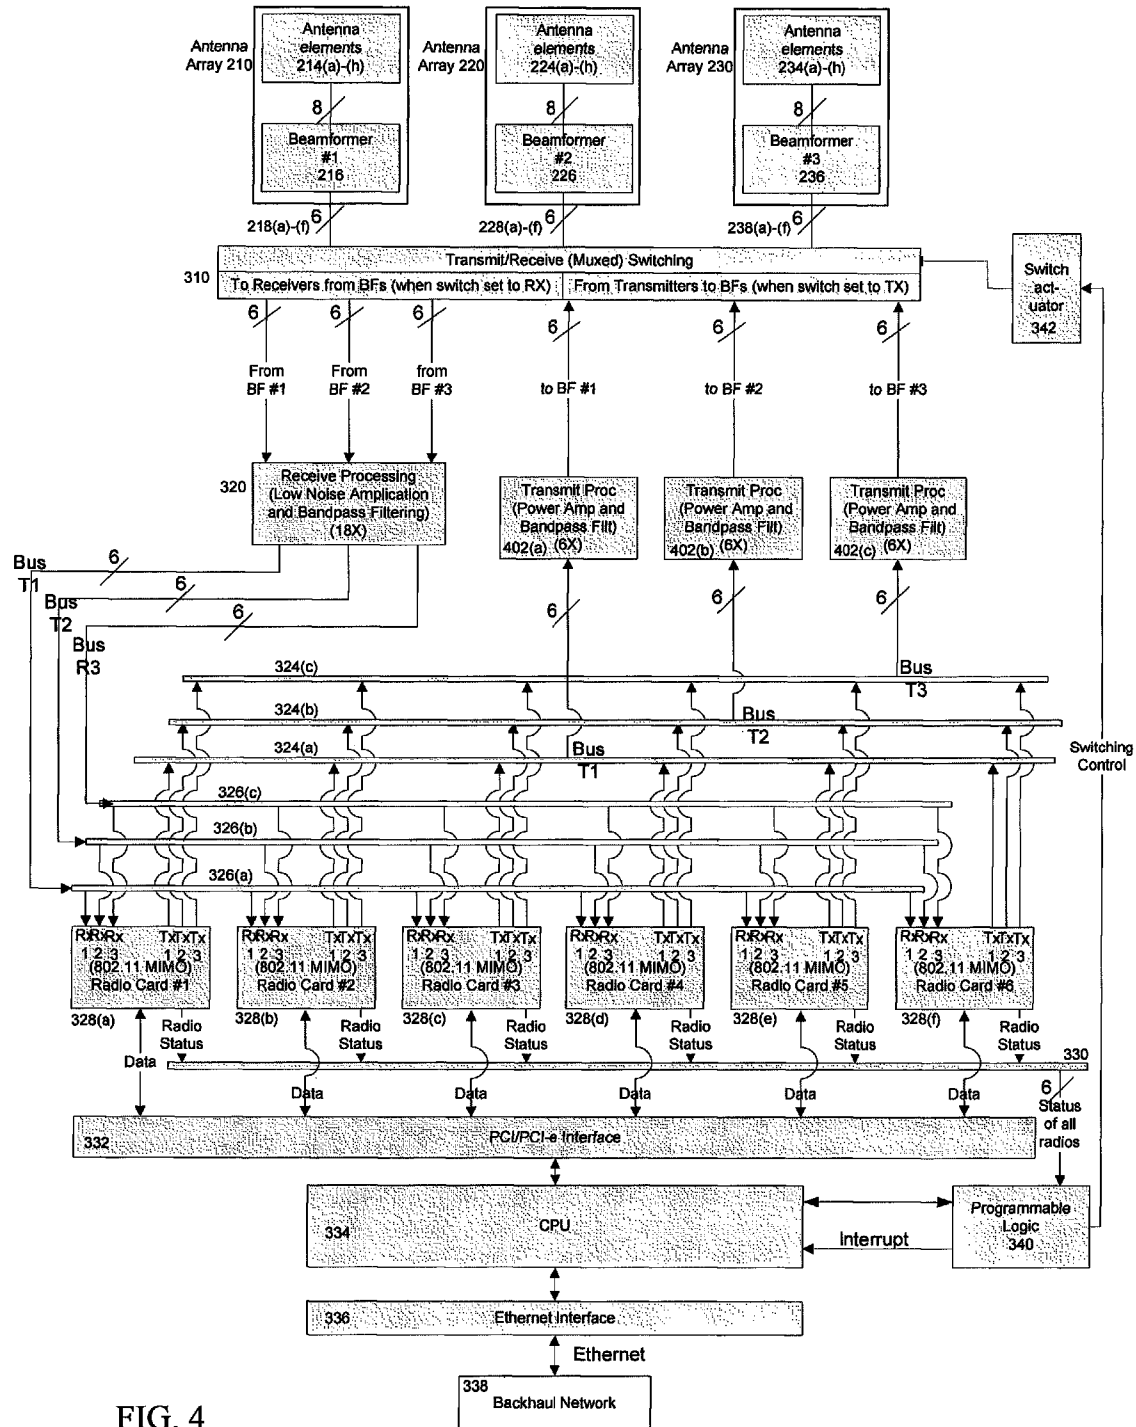 Antenna
Array 210
Antenna
elements
214(a)-(h)
8
Beamformer
#1
216
Antenna
Array 220
Antenna
elements
224(a)-(h)
8
Beamformer
#2
226
Antenna
Array 230
Antenna
elements
234(a)-(h)
8
Beamformer
#3
236
218(a)-(f)
6
228(a)-(f)
6
238(a)-(f)
6
310
Transmit/Receive (Muxed) Switching
To Receivers from BFs (when switch set to RX)
From Transmitters to BFs (when switch set to TX)
Switch
act-
uator
342
6
6
6
6
6
6
From
BF #1
From
BF #2
from
BF #3
to BF #1
to BF #2
to BF #3
320
Receive Processing
(Low Noise Amplication
and Bandpass Filtering)
(18X)
Transmit Proc
(Power Amp and
Bandpass Filt)
402(a) (6X)
Transmit Proc
(Power Amp and
Bandpass Filt)
402(b) (6X)
Transmit Proc
(Power Amp and
Bandpass Filt)
402(c) (6X)
Bus
T1
6
Bus
T2
6
Bus
R3
6
6
6
6
324(c)
Bus
T3
324(b)
Bus
T2
324(a)
Bus
T1
Switching
Control
326(c)
326(b)
326(a)
RxRxRx TxTxTx
1 2 3 1 2 3
(802.11 MIMO)
Radio Card #1
328(a)
RxRxRx TxTxTx
1 2 3 1 2 3
(802.11 MIMO)
Radio Card #2
328(b)
RxRxRx TxTxTx
1 2 3 1 2 3
(802.11 MIMO)
Radio Card #3
328(c)
RxRxRx TxTxTx
1 2 3 1 2 3
(802.11 MIMO)
Radio Card #4
328(d)
RxRxRx TxTxTx
1 2 3 1 2 3
(802.11 MIMO)
Radio Card #5
328(e)
RxRxRx TxTxTx
1 2 3 1 2 3
(802.11 MIMO)
Radio Card #6
328(f)
Radio
Status
Radio
Status
Radio
Status
Radio
Status
Radio
Status
Radio
Status
330
Data
Data
Data
Data
Data
Data
6
Status
of all
radios
332
PCI/PCI-e Interface
334
CPU
Programmable
Logic
340
Interrupt
336
Ethernet Interface
Ethernet
338
Backhaul Network
FIG. 4